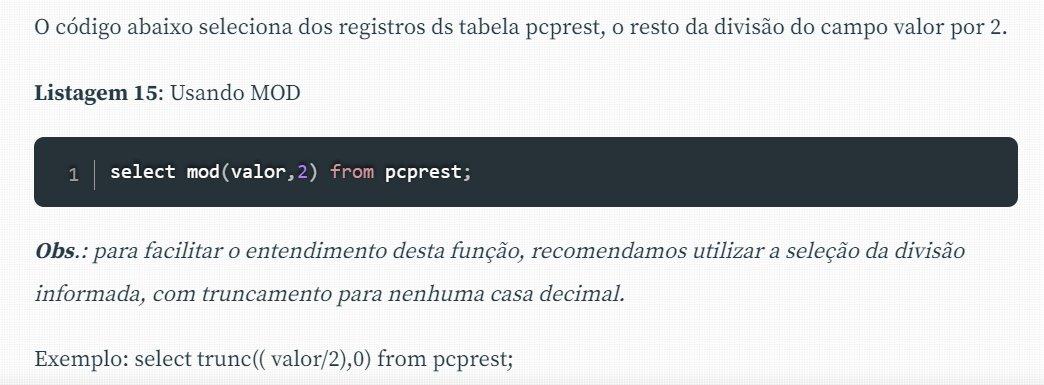 O código abaixo seleciona dos registros ds tabela pcprest, o resto da divisão do campo valor por 2.
Listagem 15: Usando MOD
1 select mod(valor,2) from pcprest;
Obs.: para facilitar o entendimento desta função, recomendamos utilizar a seleção da divisão
informada, com truncamento para nenhuma casa decimal.
Exemplo: select trunc(( valor/2),0) from pcprest;